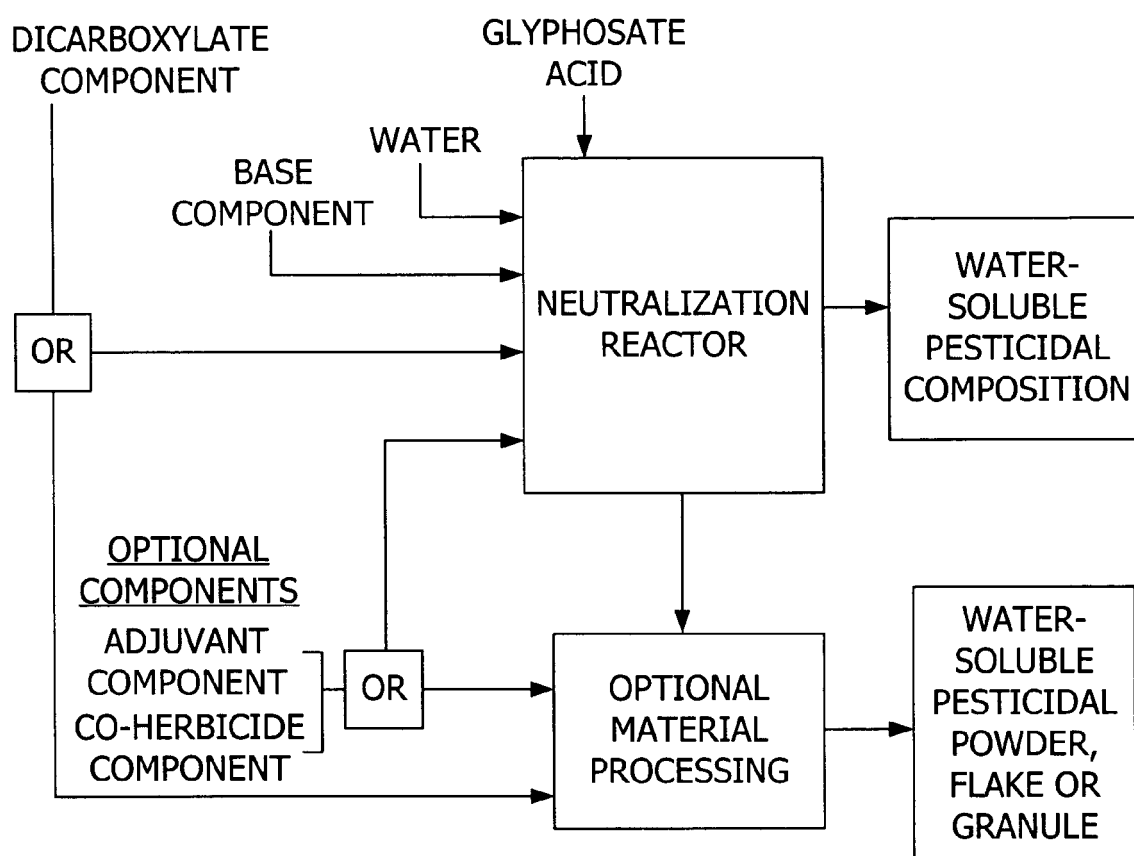 DICARBOXYLATE
COMPONENT
GLYPHOSATE
ACID
WATER
BASE
COMPONENT
OR
NEUTRALIZATION
REACTOR
WATER-
SOLUBLE
PESTICIDAL
COMPOSITION
OPTIONAL
COMPONENTS
ADJUVANT
COMPONENT
CO-HERBICIDE
COMPONENT
OR
OPTIONAL
MATERIAL
PROCESSING
WATER-
SOLUBLE
PESTICIDAL
POWDER,
FLAKE OR
GRANULE